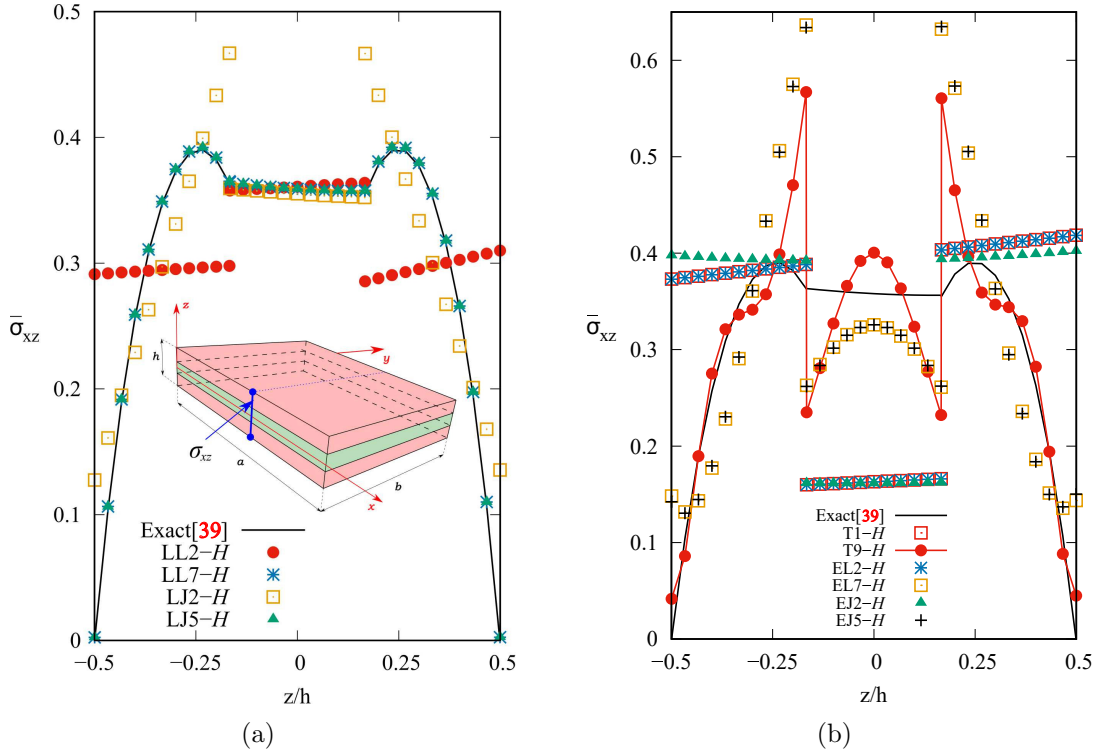 0.5
0.4
0.3
0.2
0.1
0
σ̄xz
z
h
y
σxz
a
b
x
Exact[39]
LL2−H
LL7−H
LJ2−H
LJ5−H
−0.5
−0.25
0
0.25
0.5
z/h
(a)
0.6
0.5
0.4
0.3
0.2
0.1
0
σ̄xz
Exact[39]
T1−H
T9−H
EL2−H
EL7−H
EJ2−H
EJ5−H
−0.5
−0.25
0
0.25
0.5
z/h
(b)